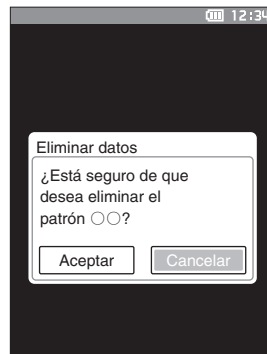 12:34
Eliminar datos
¿Está seguro de que
desea eliminar el
patrón ○○?
Aceptar Cancelar